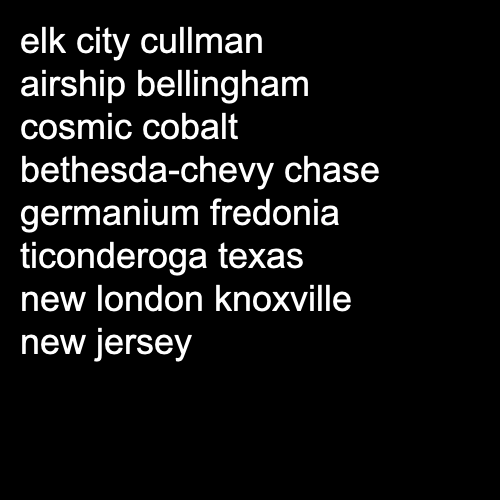 elk city cullman
airship bellingham
cosmic cobalt
bethesda-chevy chase
germanium fredonia
ticonderoga texas
new london knoxville
new jersey